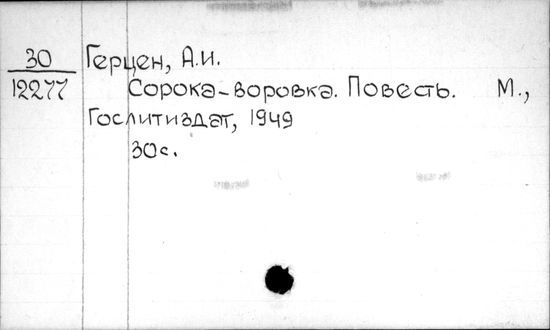 30 Герцен, А.И.
12277 Сорока-воровка. Повесть. М.,
Гослитиздат, 1949
30с.